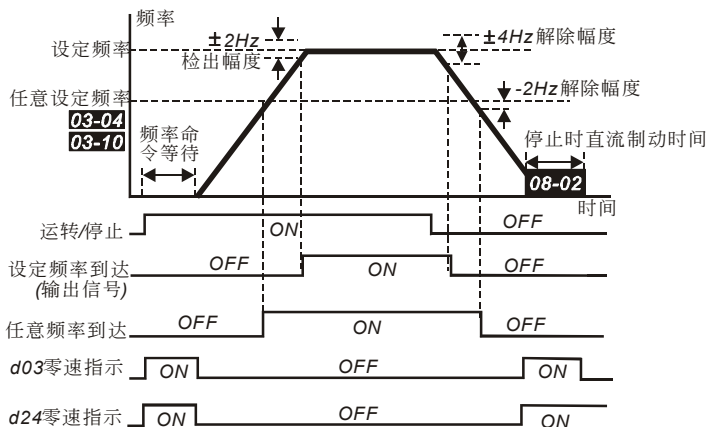 频率
设定频率
±2Hz
检出幅度
±4Hz解除幅度
任意设定频率
03-04
03-10
-2Hz解除幅度
频率命
令等待
停止时直流制动时间
08-02
时间
运转/停止
ON
OFF
设定频率到达
(输出信号)
OFF
ON
OFF
任意频率到达
OFF
ON
OFF
d03零速指示
ON
OFF
ON
d24零速指示
ON
OFF
ON